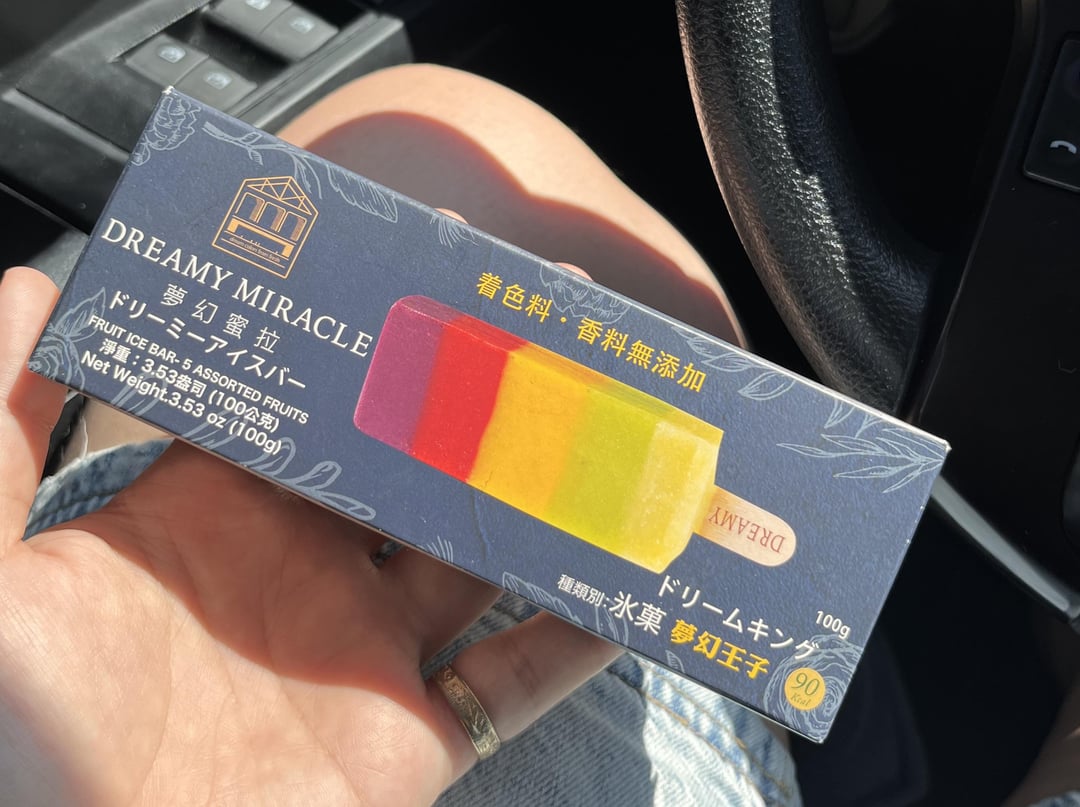 DREAMY MIRACLE
夢幻蜜拉
ドリーミーアイスバー
FRUIT ICE BAR- 5 ASSORTED FRUITS
淨重：3.53盎司 (100公克)
Net Weight.3.53 oz (100g)
着色料・香料無添加
DREAMY
ドリームキング
100g
種類別:氷菓 夢幻王子
90
Kcal